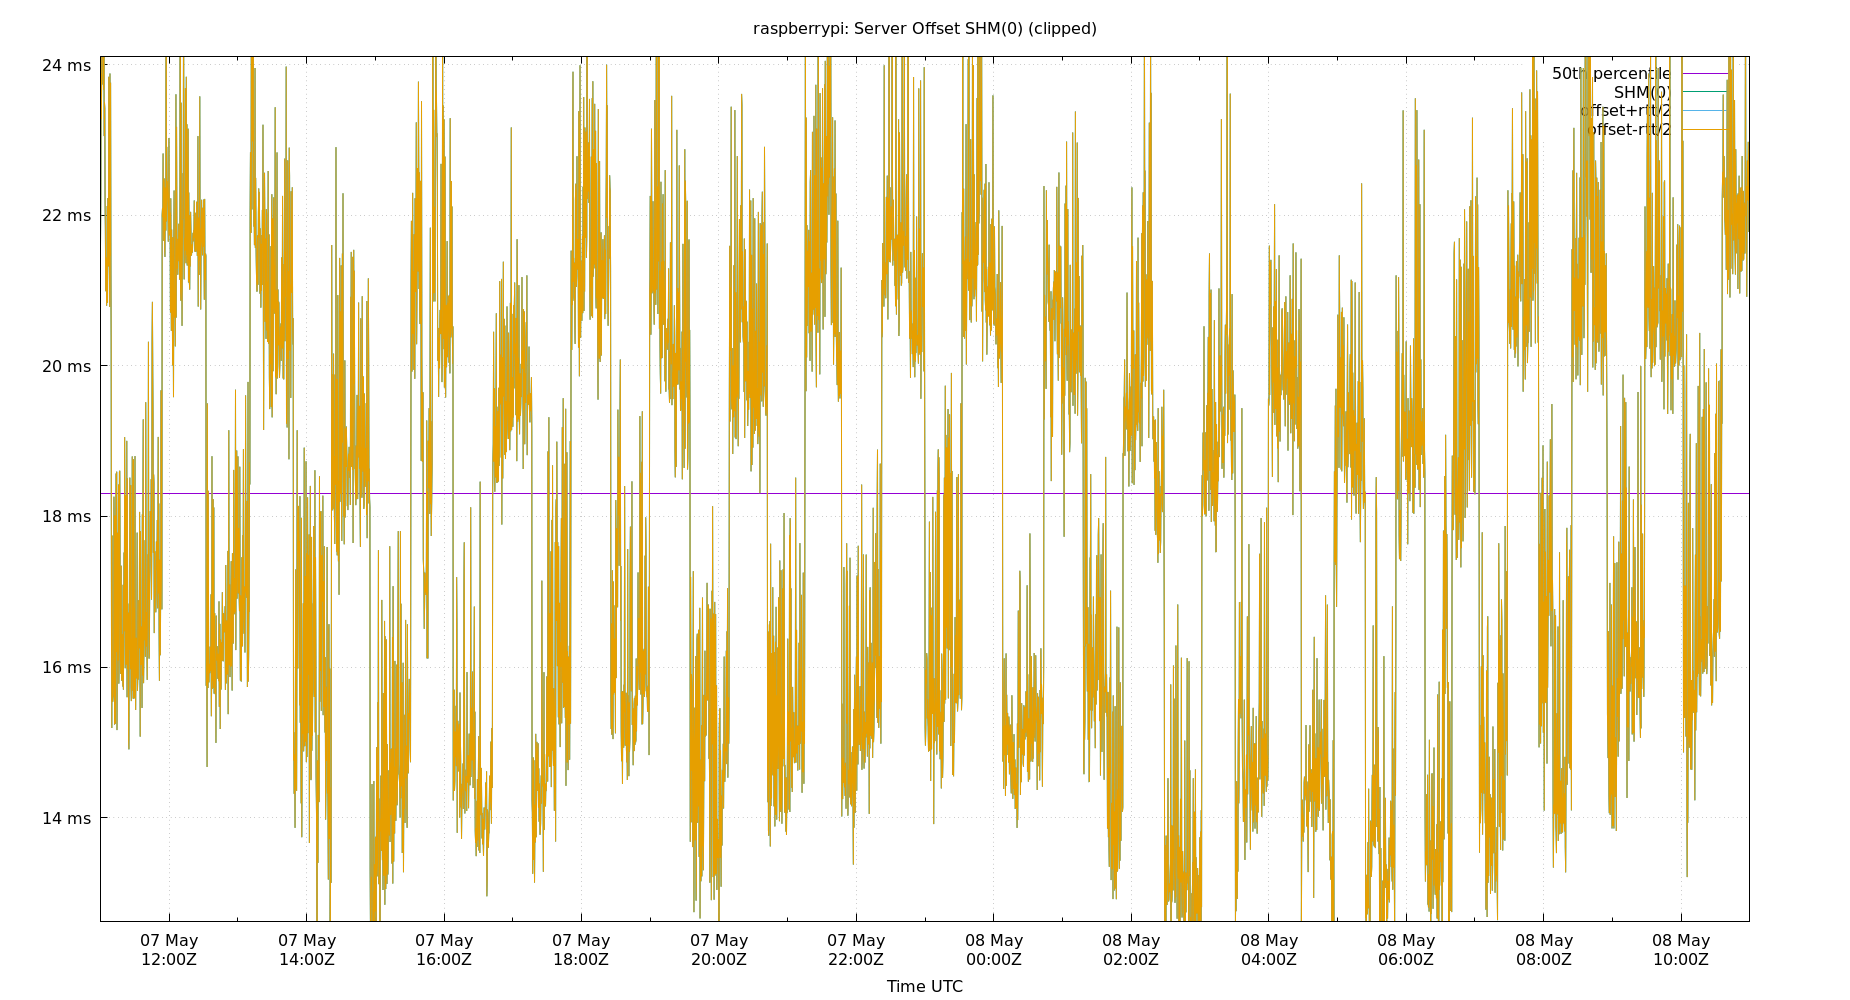 raspberrypi: Server Offset SHM(0) (clipped)
24 ms
22 ms
20 ms
18 ms
16 ms
14 ms
50th percentile
SHM(0)
offset+rtt/2
offset-rtt/2
07 May 07 May 07 May 07 May 07 May 07 May 08 May 08 May 08 May 08 May 08 May 08 May
12:00Z 14:00Z 16:00Z 18:00Z 20:00Z 22:00Z 00:00Z 02:00Z 04:00Z 06:00Z 08:00Z 10:00Z
Time UTC